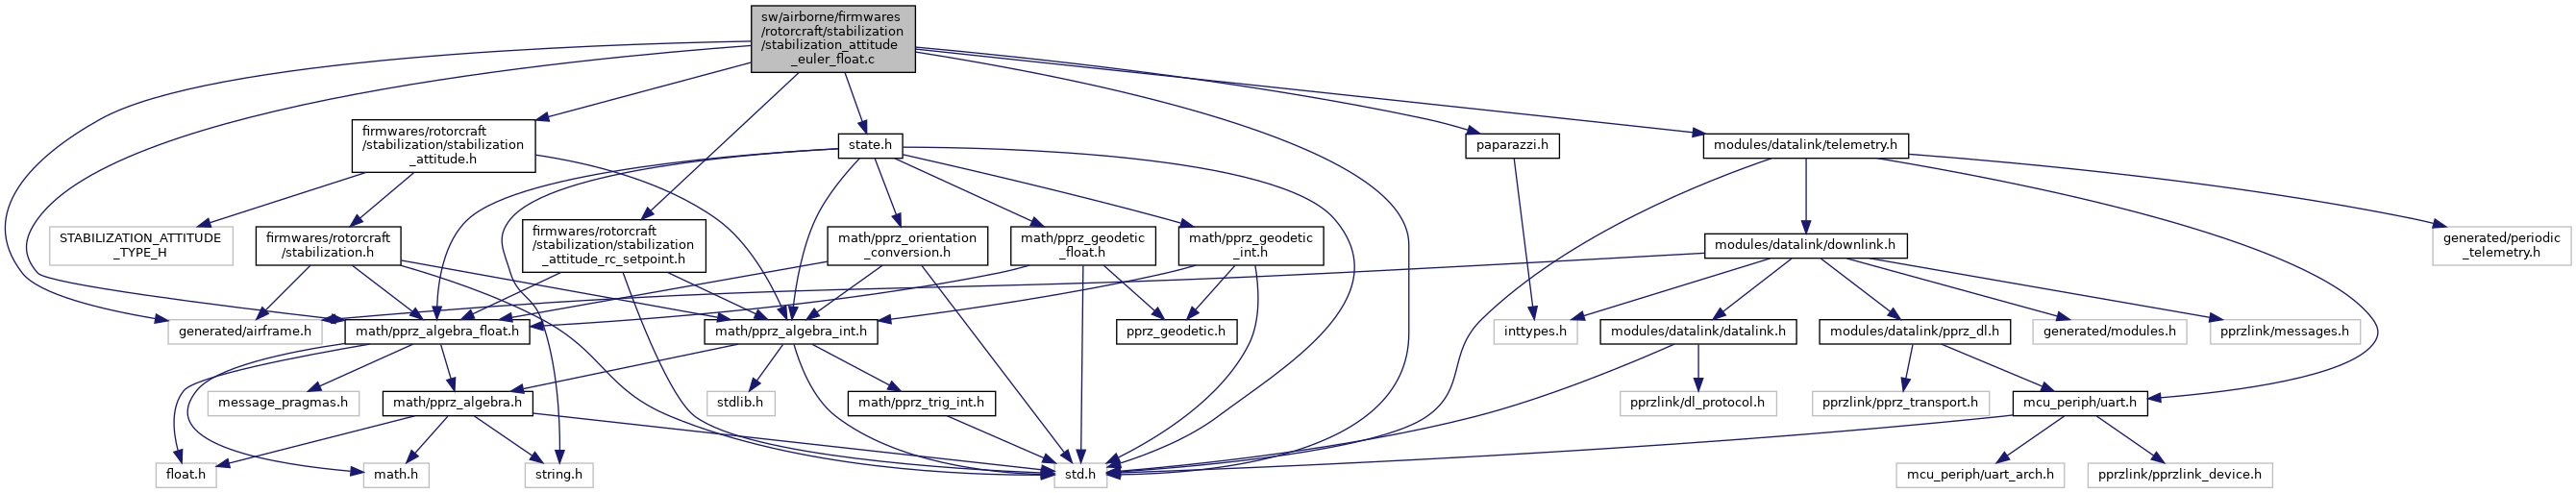 sw/airborne/firmwares
/rotorcraft/stabilization
/stabilization_attitude
_euler_float.c
firmwares/rotorcraft
/stabilization/stabilization
_attitude.h
state.h
paparazzi.h
modules/datalink/telemetry.h
STABILIZATION_ATTITUDE
_TYPE_H
firmwares/rotorcraft
/stabilization.h
firmwares/rotorcraft
/stabilization/stabilization
_attitude_rc_setpoint.h
math/pprz_orientation
_conversion.h
math/pprz_geodetic
_float.h
math/pprz_geodetic
_int.h
modules/datalink/downlink.h
generated/periodic
_telemetry.h
generated/airframe.h
math/pprz_algebra_float.h
math/pprz_algebra_int.h
pprz_geodetic.h
inttypes.h
modules/datalink/datalink.h
modules/datalink/pprz_dl.h
generated/modules.h
pprzlink/messages.h
message_pragmas.h
math/pprz_algebra.h
stdlib.h
math/pprz_trig_int.h
pprzlink/dl_protocol.h
pprzlink/pprz_transport.h
mcu_periph/uart.h
float.h
math.h
string.h
std.h
mcu_periph/uart_arch.h
pprzlink/pprzlink_device.h